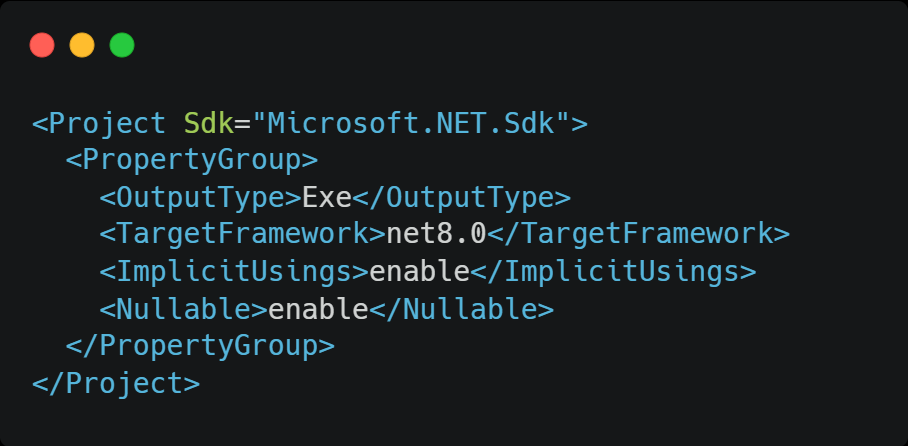 <Project Sdk="Microsoft.NET.Sdk">
  <PropertyGroup>
    <OutputType>Exe</OutputType>
    <TargetFramework>net8.0</TargetFramework>
    <ImplicitUsings>enable</ImplicitUsings>
    <Nullable>enable</Nullable>
  </PropertyGroup>
</Project>